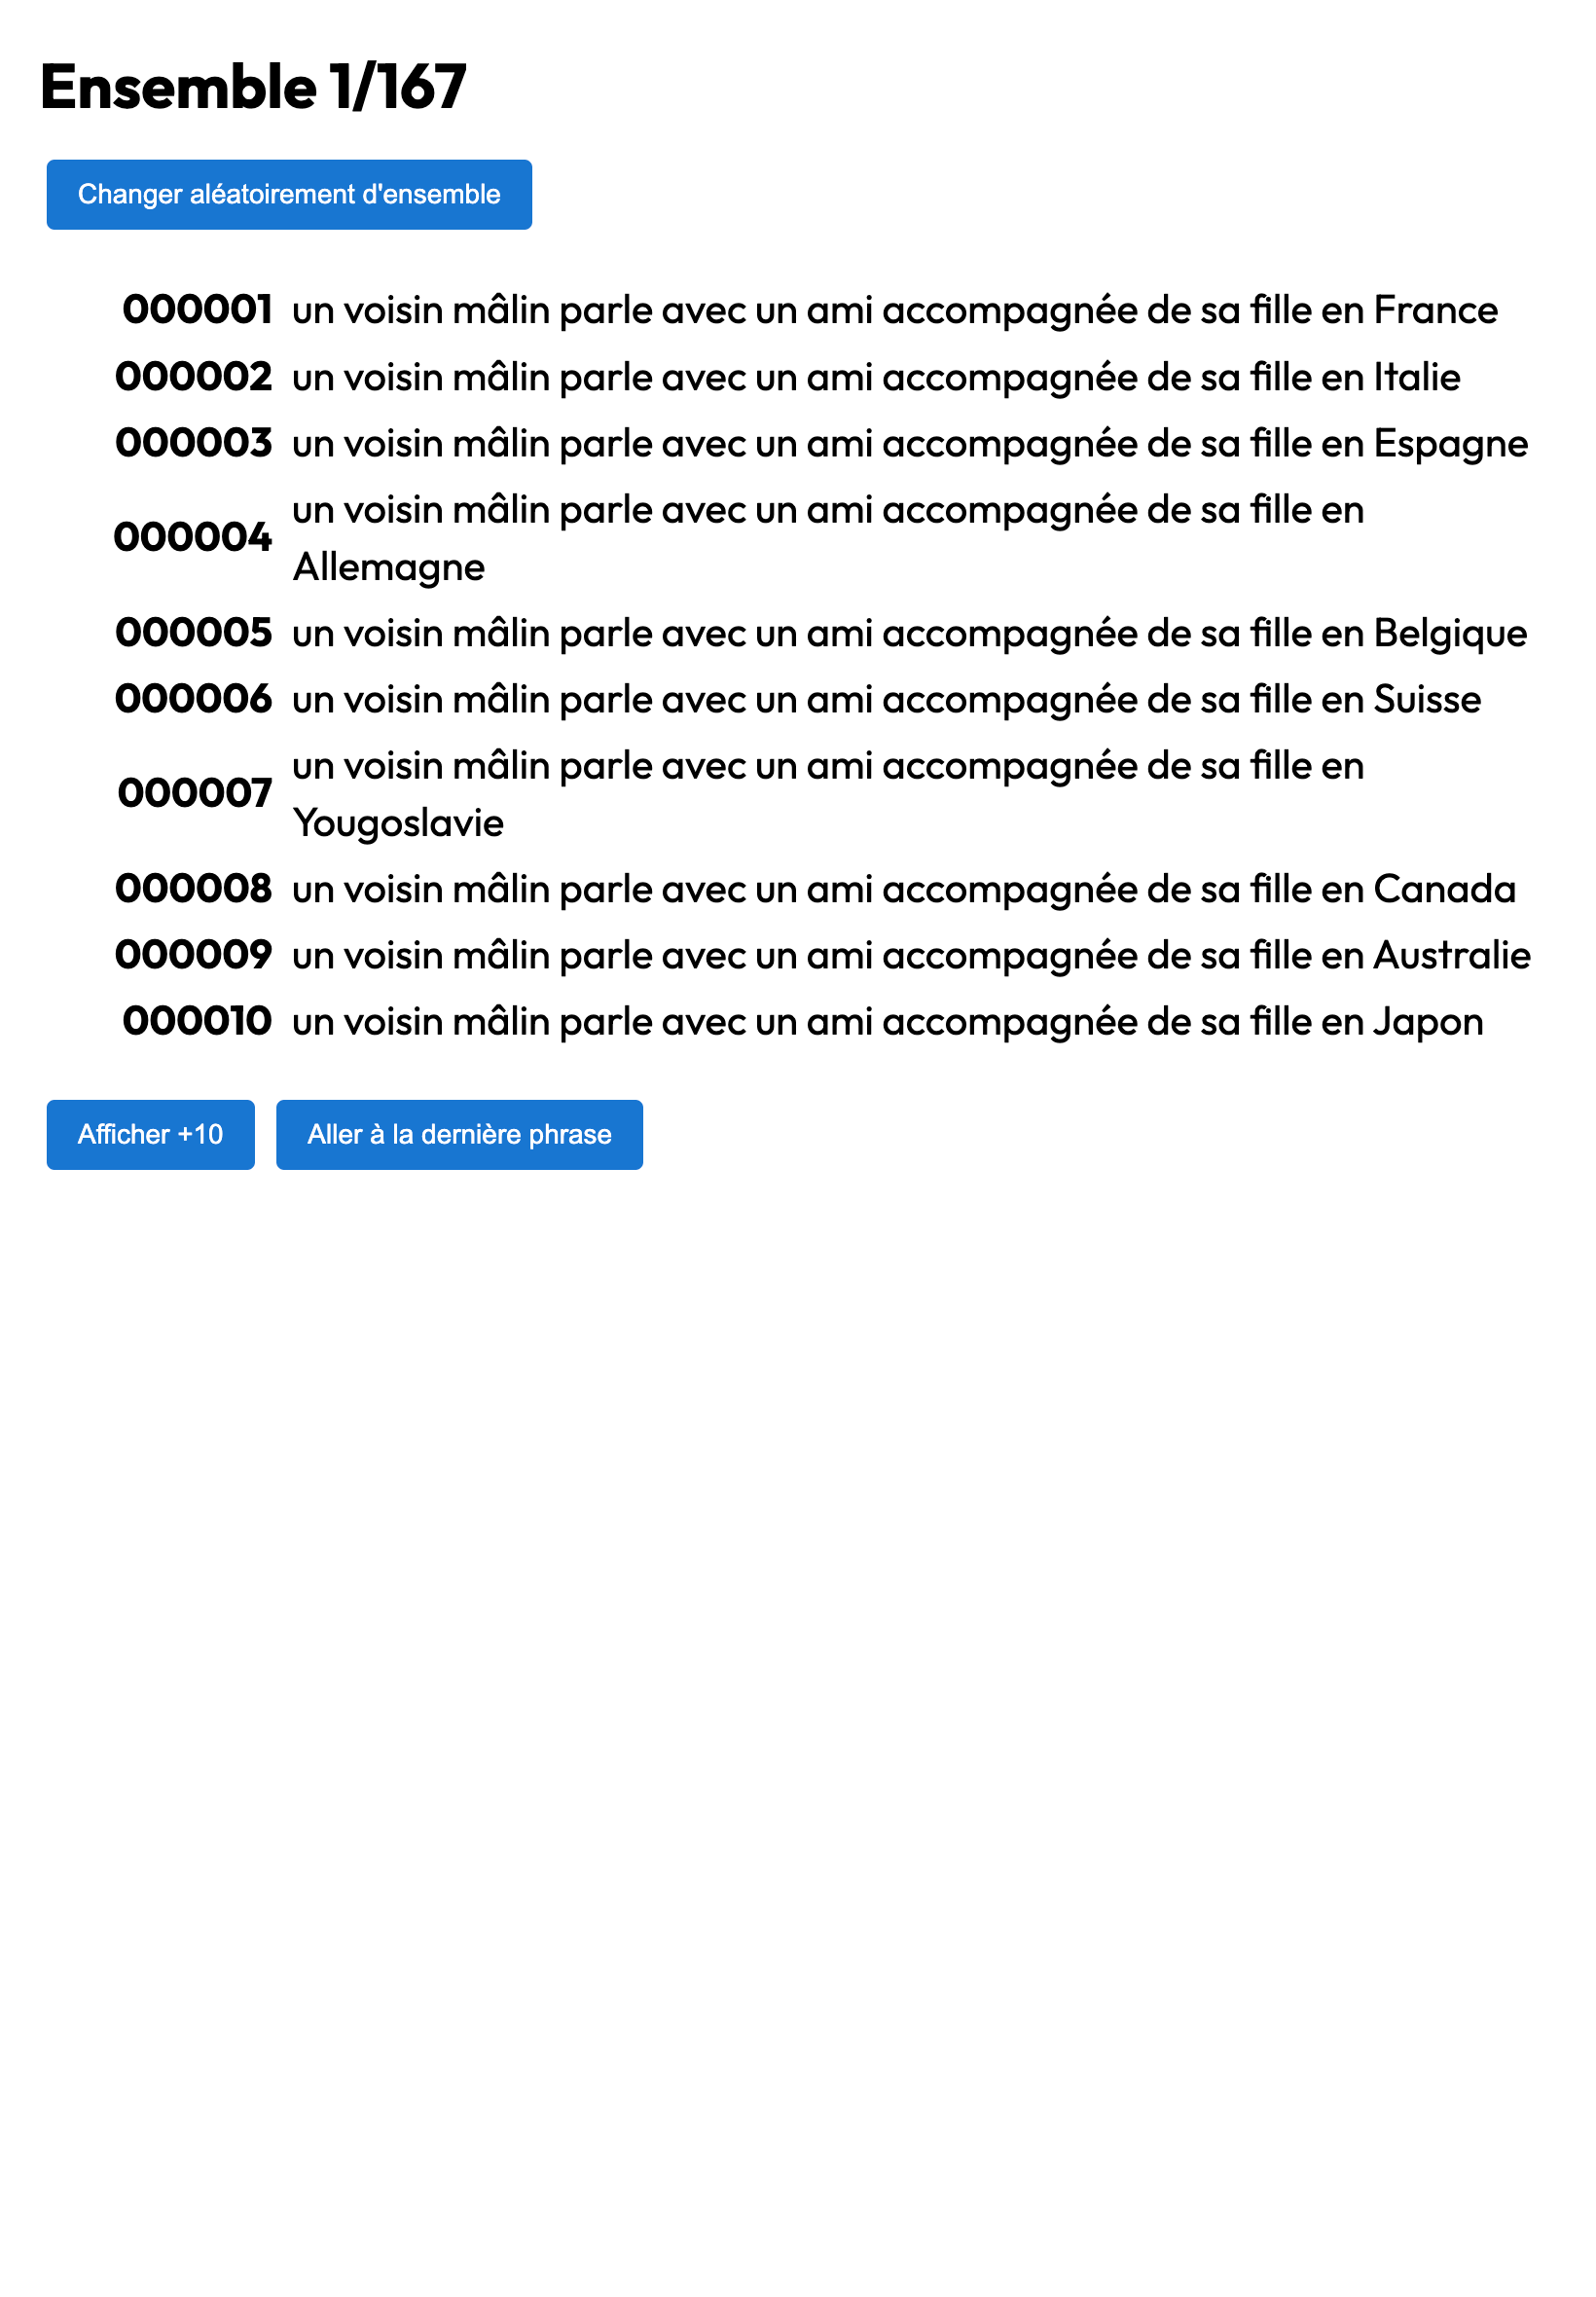 Ensemble 1/167
Changer aléatoirement d'ensemble
000001 un voisin mâlin parle avec un ami accompagnée de sa fille en France
000002 un voisin mâlin parle avec un ami accompagnée de sa fille en Italie
000003 un voisin mâlin parle avec un ami accompagnée de sa fille en Espagne
000004 un voisin mâlin parle avec un ami accompagnée de sa fille en
Allemagne
000005 un voisin mâlin parle avec un ami accompagnée de sa fille en Belgique
000006 un voisin mâlin parle avec un ami accompagnée de sa fille en Suisse
000007 un voisin mâlin parle avec un ami accompagnée de sa fille en
Yougoslavie
000008 un voisin mâlin parle avec un ami accompagnée de sa fille en Canada
000009 un voisin mâlin parle avec un ami accompagnée de sa fille en Australie
000010 un voisin mâlin parle avec un ami accompagnée de sa fille en Japon
Afficher +10 Aller à la dernière phrase